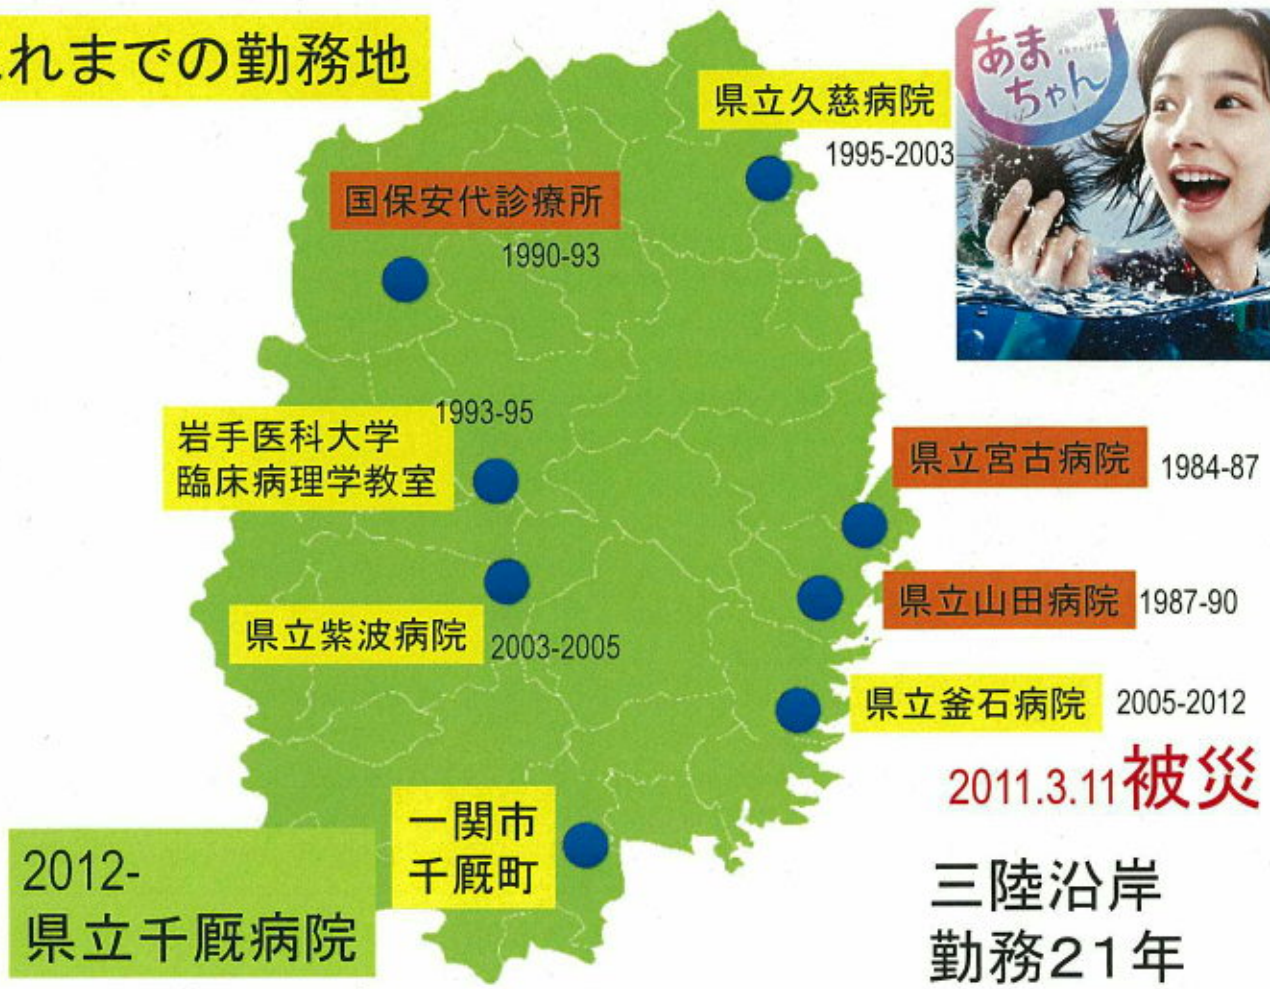 れまでの勤務地
県立久慈病院
1995-2003
あま
ちゃん
国保安代診療所
1990-93
1993-95
岩手医科大学
臨床病理学教室
県立宮古病院 1984-87
県立山田病院 1987-90
県立紫波病院 2003-2005
県立釜石病院 2005-2012
2011.3.11被災
一関市
千厩町
2012-
県立千厩病院
三陸沿岸
勤務21年